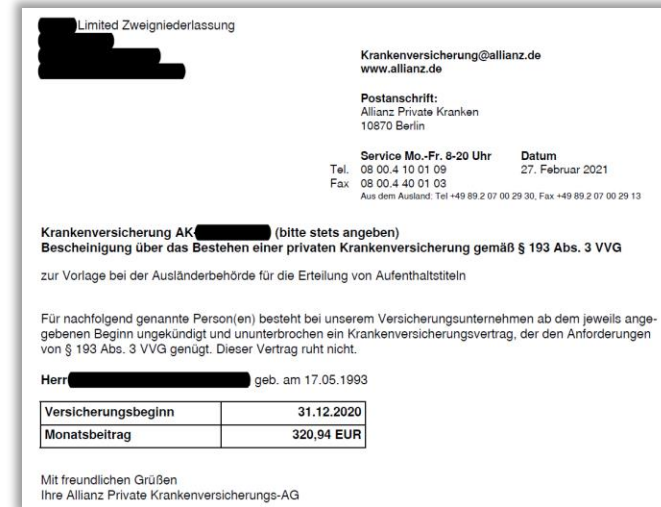 Limited Zweigniederlassung
Krankenversicherung@allianz.de
www.allianz.de
Postanschrift:
Allianz Private Kranken
10870 Berlin
Service Mo.-Fr. 8-20 Uhr Datum
Tel. 08 00.4 10 01 09 27. Februar 2021
Fax 08 00.4 40 01 03
Aus dem Ausland: Tel +49 89.2 07 00 29 30, Fax +49 89.2 07 00 29 13
Krankenversicherung AK- (bitte stets angeben)
Bescheinigung über das Bestehen einer privaten Krankenversicherung gemäß § 193 Abs. 3 VVG
zur Vorlage bei der Ausländerbehörde für die Erteilung von Aufenthaltstiteln
Für nachfolgend genannte Person(en) besteht bei unserem Versicherungsunternehmen ab dem jeweils ange-
gebenen Beginn ungekündigt und ununterbrochen ein Krankenversicherungsvertrag, der den Anforderungen
von § 193 Abs. 3 VVG genügt. Dieser Vertrag ruht nicht.
Herr geb. am 17.05.1993
Versicherungsbeginn 31.12.2020
Monatsbeitrag 320,94 EUR
Mit freundlichen Grüßen
Ihre Allianz Private Krankenversicherungs-AG